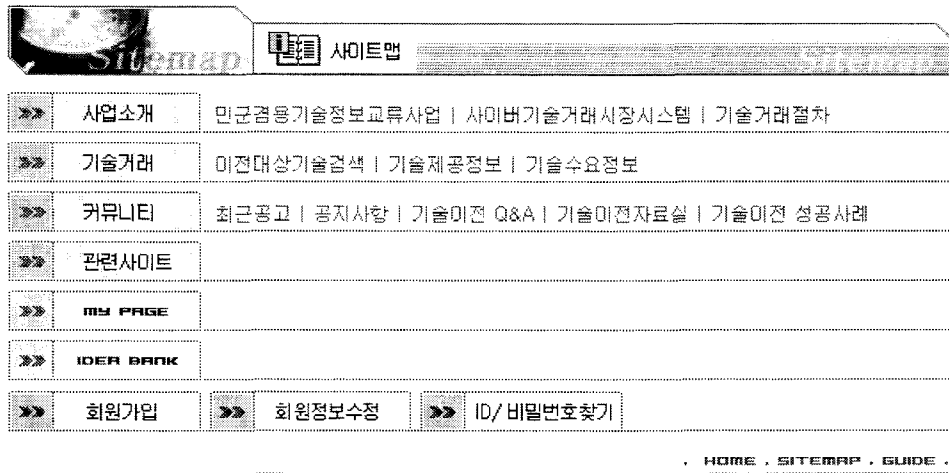 Sitemap 사이트맵 Sitemap
사업소개 민군겸용기술정보교류사업 | 사이버기술거래시장시스템 | 기술거래절차
기술거래 이전대상기술검색 | 기술제공정보 | 기술수요정보
커뮤니티 최근공고 | 공지사항 | 기술이전 Q&A | 기술이전자료실 | 기술이전 성공사례
관련사이트
MY PAGE
IDEA BANK
회원가입 회원정보수정 ID/ 비밀번호찾기
. HOME . SITEMAP . GUIDE .